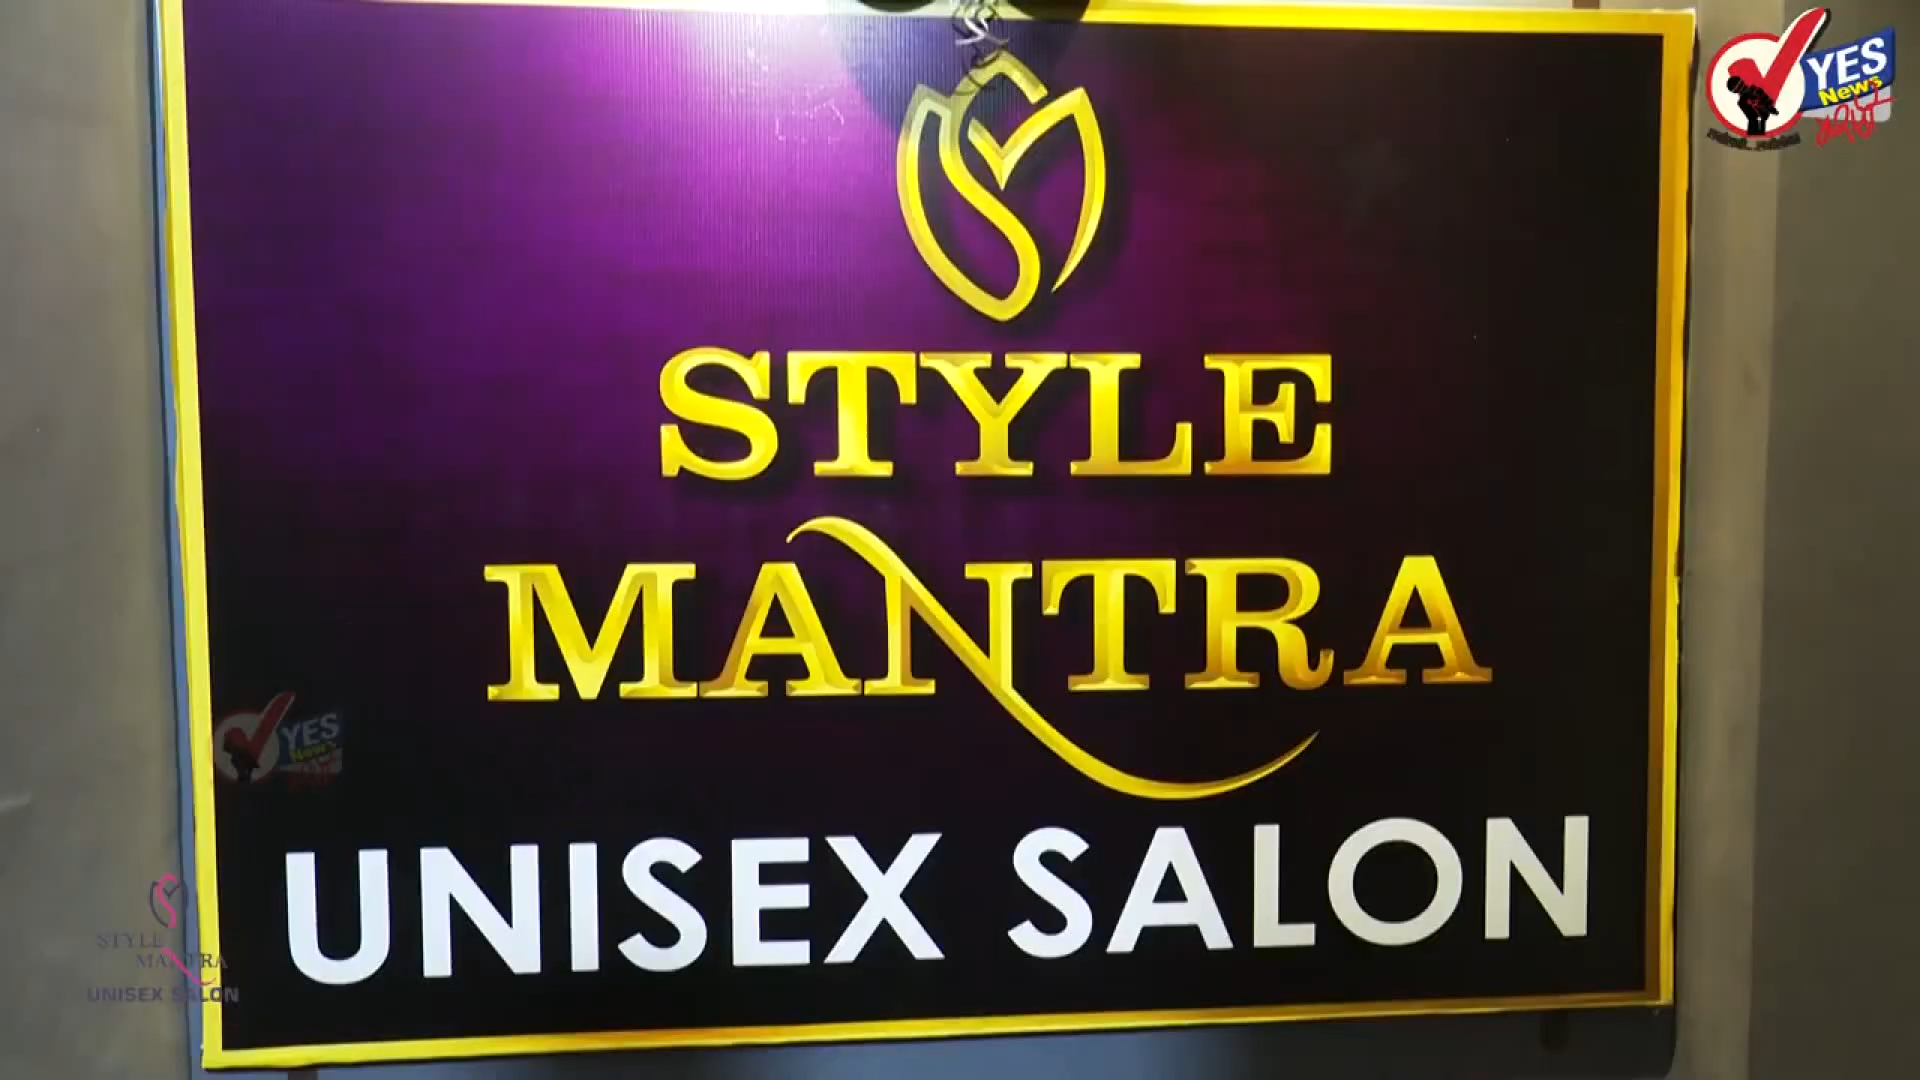 STYLE
MANTRA
UNISEX SALON
YES
News
YES
News
STYLE
MANTRA
UNISEX SALON